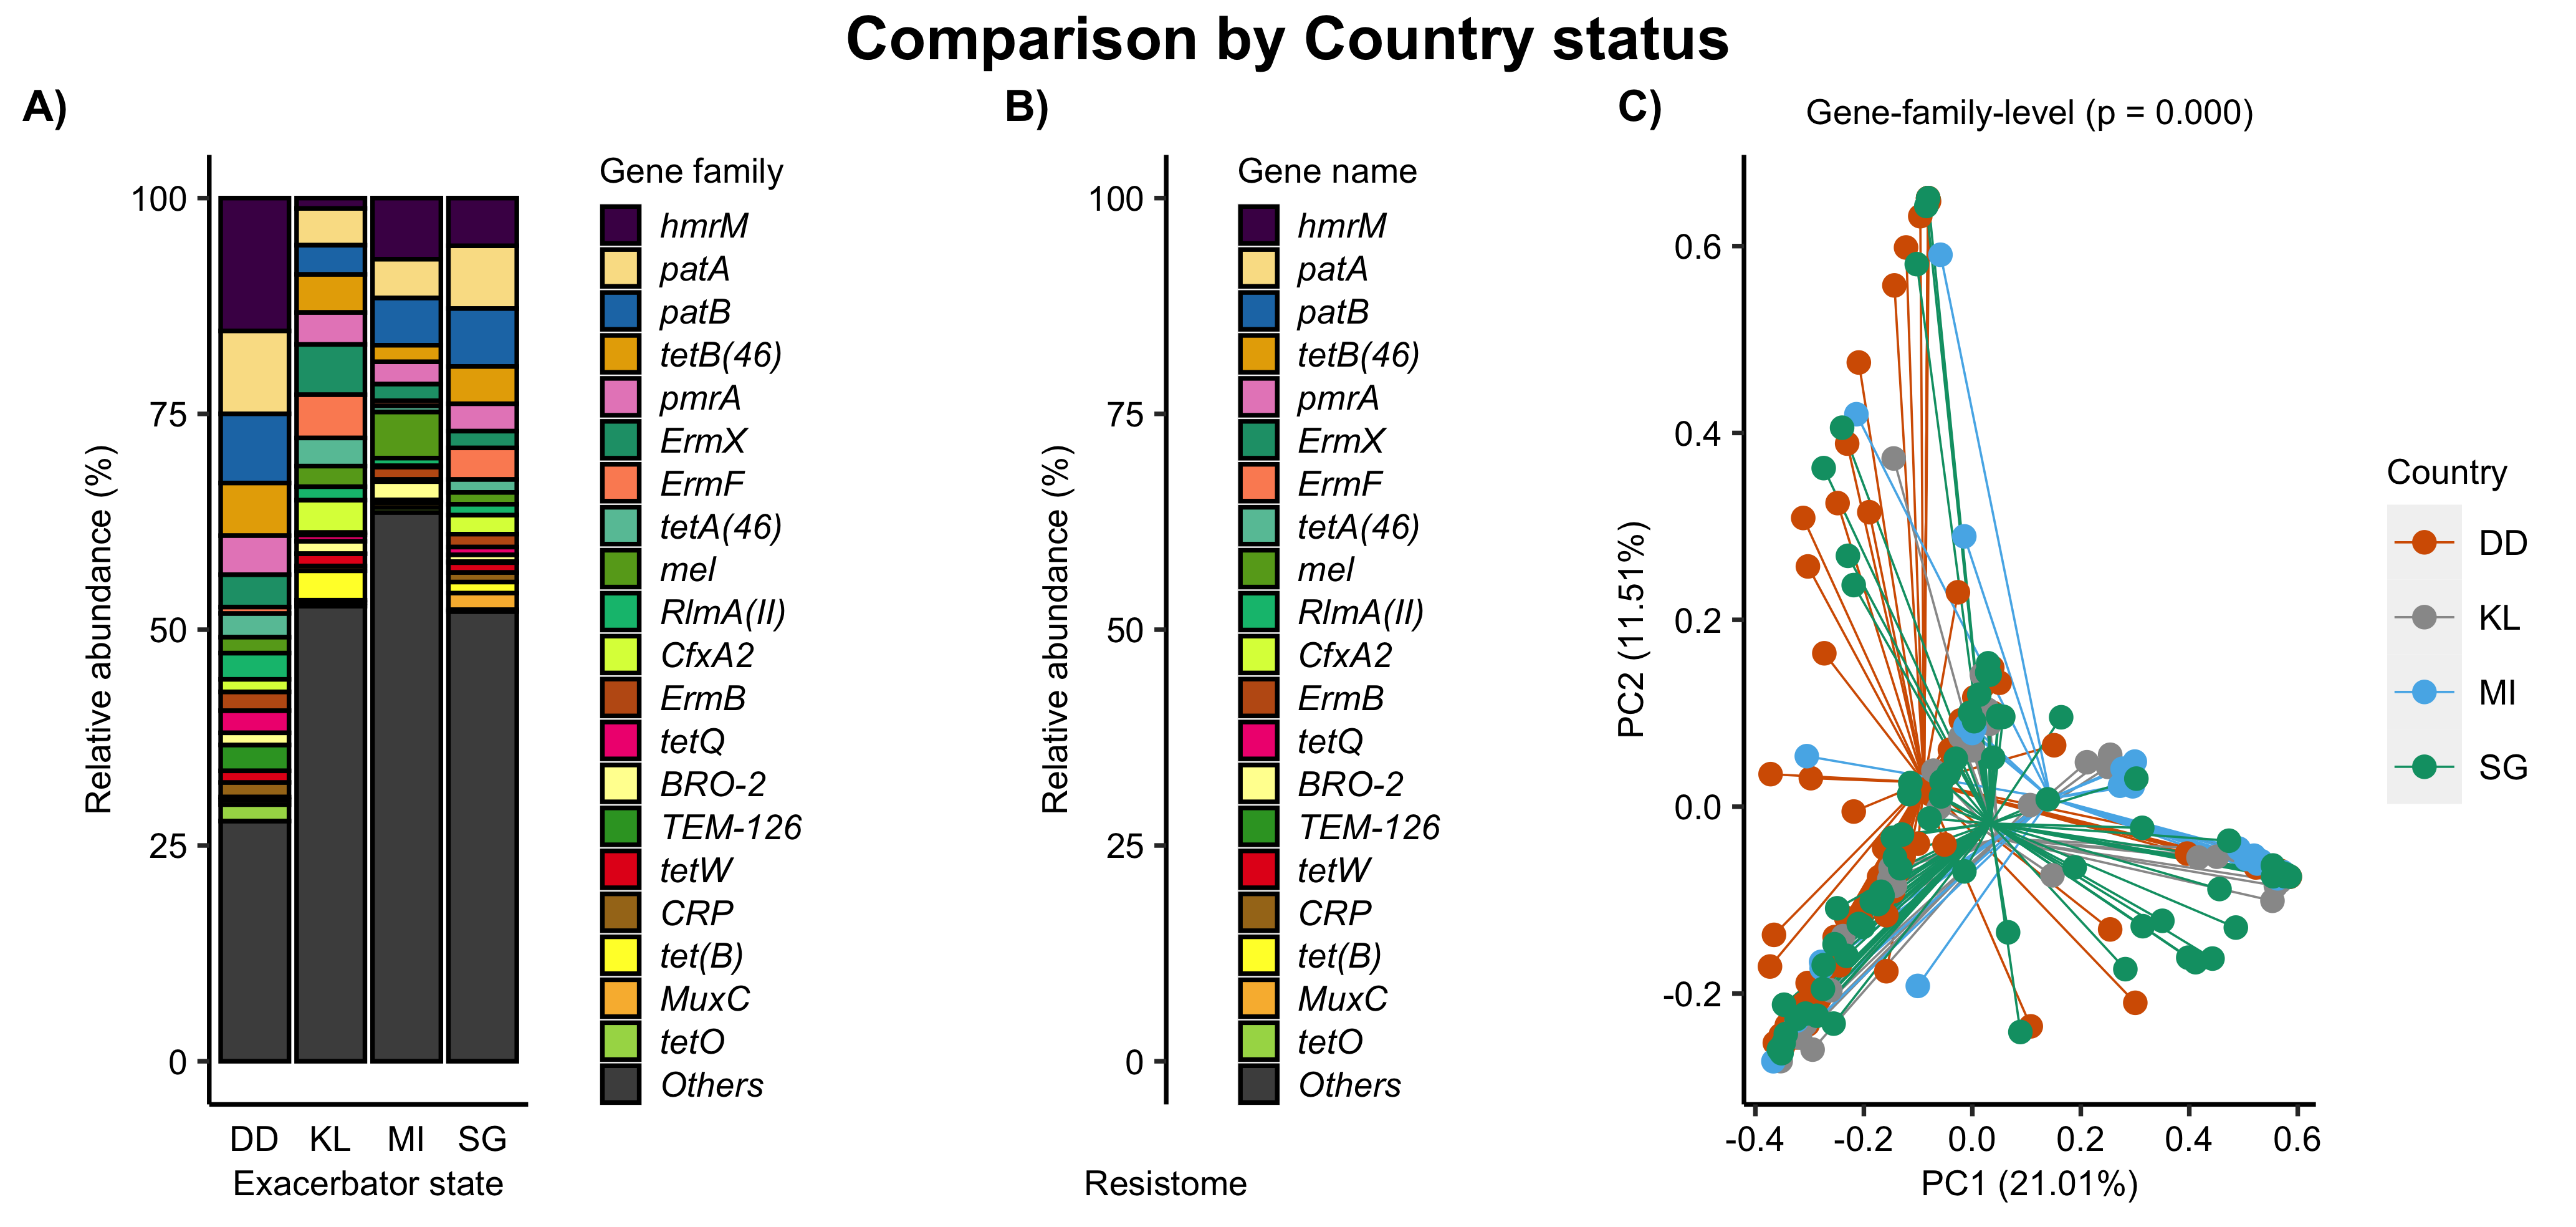 Comparison by Country status
A)
Relative abundance (%)
100
75
50
25
0
DD KL MI SG
Exacerbator state
Gene family
hmrM
patA
patB
tetB(46)
pmrA
ErmX
ErmF
tetA(46)
mel
RlmA(II)
CfxA2
ErmB
tetQ
BRO-2
TEM-126
tetW
CRP
tet(B)
MuxC
tetO
Others
B)
Relative abundance (%)
100
75
50
25
0
Resistome
Gene name
hmrM
patA
patB
tetB(46)
pmrA
ErmX
ErmF
tetA(46)
mel
RlmA(II)
CfxA2
ErmB
tetQ
BRO-2
TEM-126
tetW
CRP
tet(B)
MuxC
tetO
Others
C)
Gene-family-level (p = 0.000)
PC2 (11.51%)
0.6
0.4
0.2
0.0
-0.2
-0.4 -0.2 0.0 0.2 0.4 0.6
PC1 (21.01%)
Country
DD
KL
MI
SG